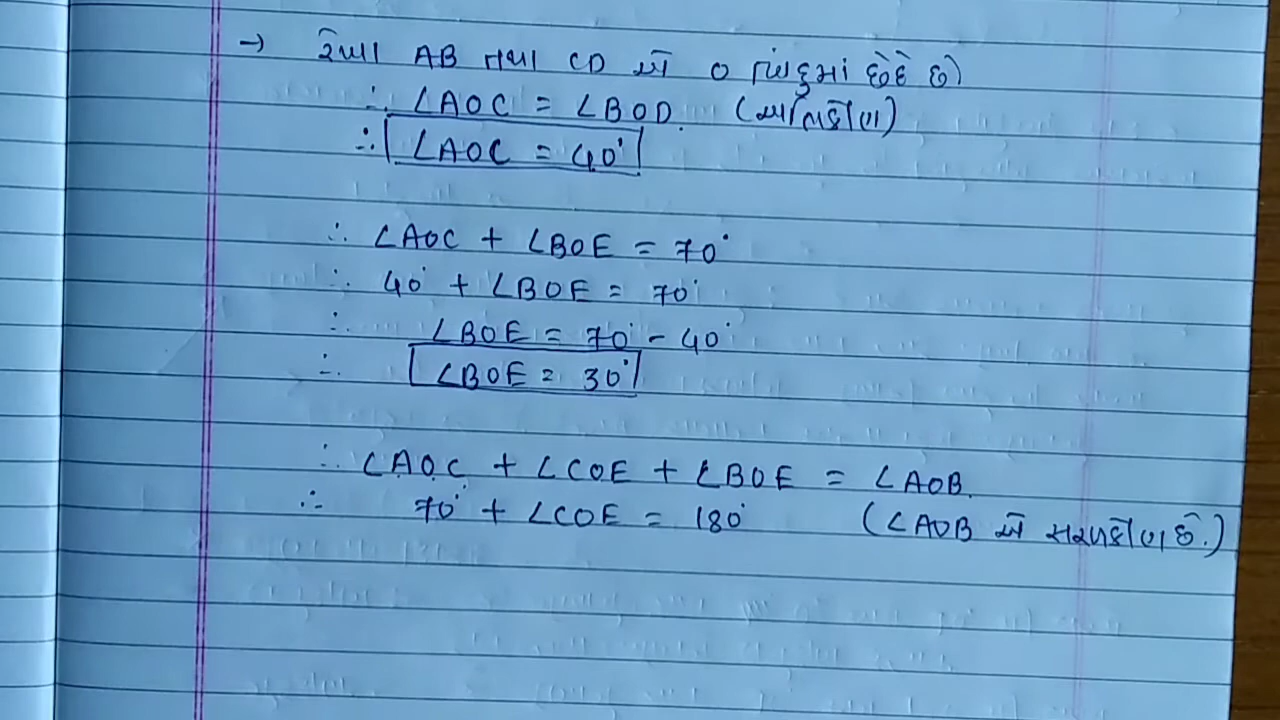 → રેખા AB તથા CD એ O બિંદુમાં છેદે છે
∴ ∠AOC = ∠BOD. (અભિકોણ)
∴ ∠AOC = 40°
∴ ∠AOC + ∠BOE = 70°
∴ 40° + ∠BOE = 70°
∴ ∠BOE = 70° - 40°
∴ ∠BOE = 30°
∴ ∠AOC + ∠COE + ∠BOE = ∠AOB.
∴ 70° + ∠COE = 180° (∠AOB એ સરળકોણ છે.)